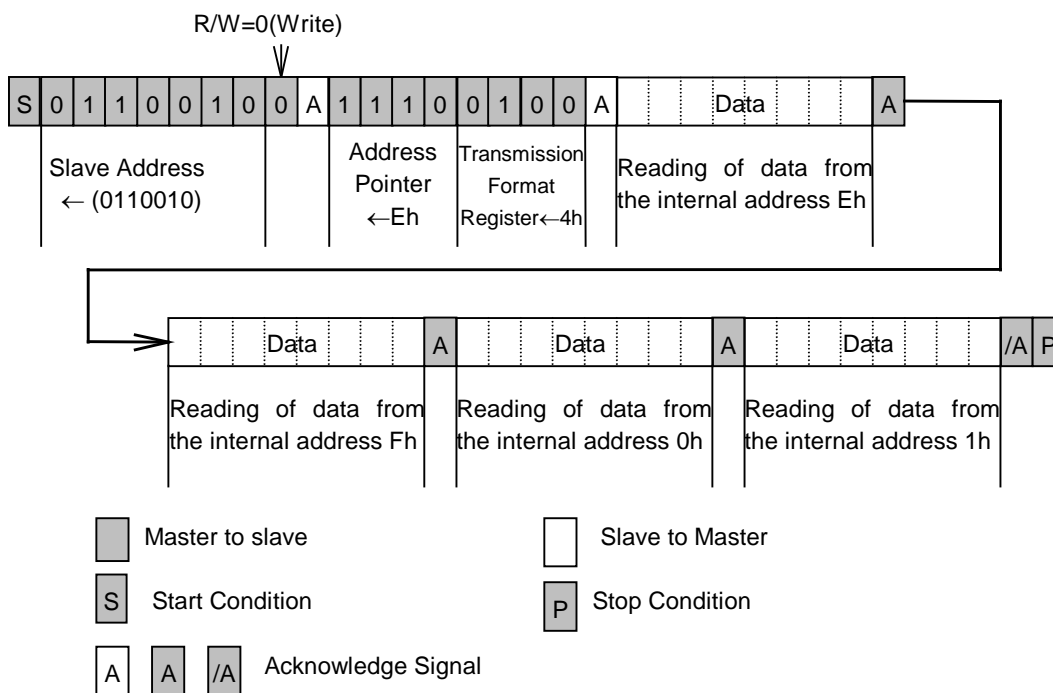 R/W=0(Write)
S 0 1 1 0 0 1 0 0 A 1 1 1 0 0 1 0 0 A Data A
Slave Address
← (0110010)
Address
Pointer
←Eh
Transmission
Format
Register←4h
Reading of data from
the internal address Eh
Data A Data A Data /A P
Reading of data from
the internal address Fh
Reading of data from
the internal address 0h
Reading of data from
the internal address 1h
Master to slave
Slave to Master
S Start Condition
P Stop Condition
A A /A Acknowledge Signal